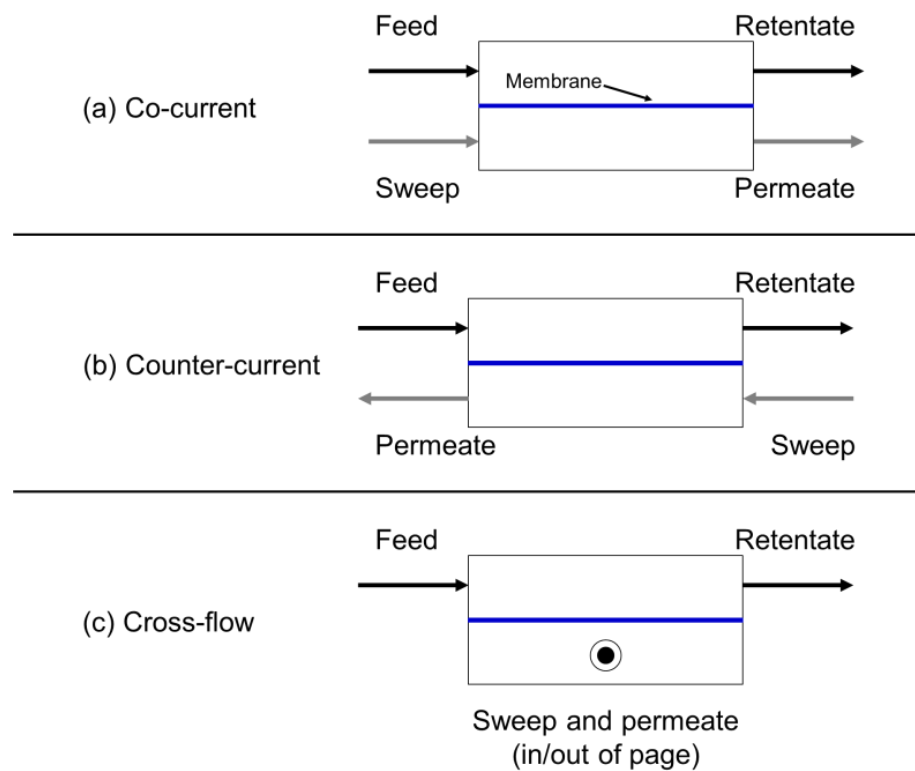 Feed Retentate
Membrane
(a) Co-current
Sweep Permeate
Feed Retentate
(b) Counter-current
Permeate Sweep
Feed Retentate
(c) Cross-flow
Sweep and permeate
(in/out of page)